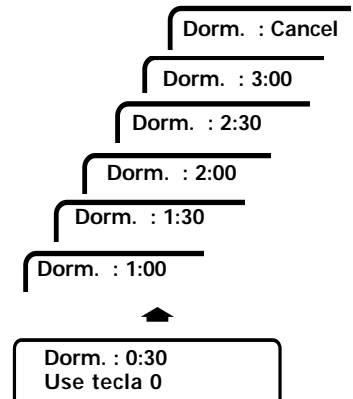 Dorm. : Cancel
Dorm. : 3:00
Dorm. : 2:30
Dorm. : 2:00
Dorm. : 1:30
Dorm. : 1:00
Dorm. : 0:30
Use tecla 0